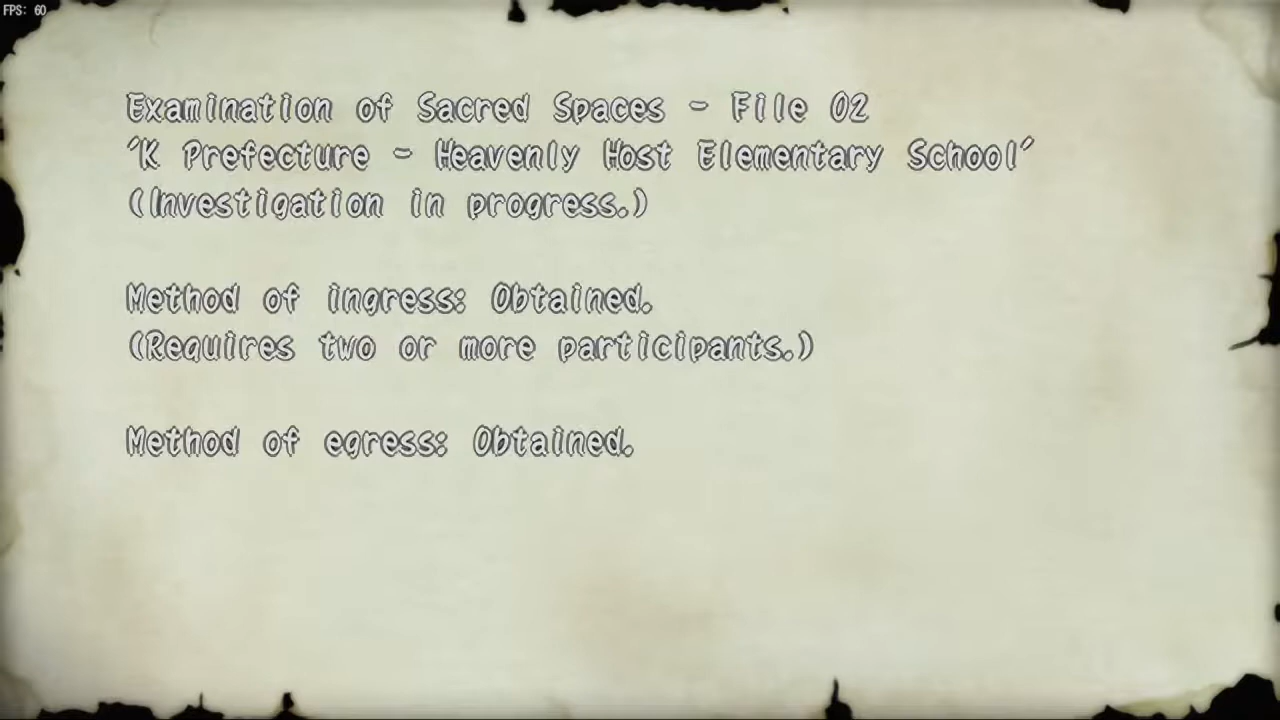 FPS: 60
Examination of Sacred Spaces - File 02
'K Prefecture - Heavenly Host Elementary School'
(Investigation in progress.)
Method of ingress: Obtained.
(Requires two or more participants.)
Method of egress: Obtained.